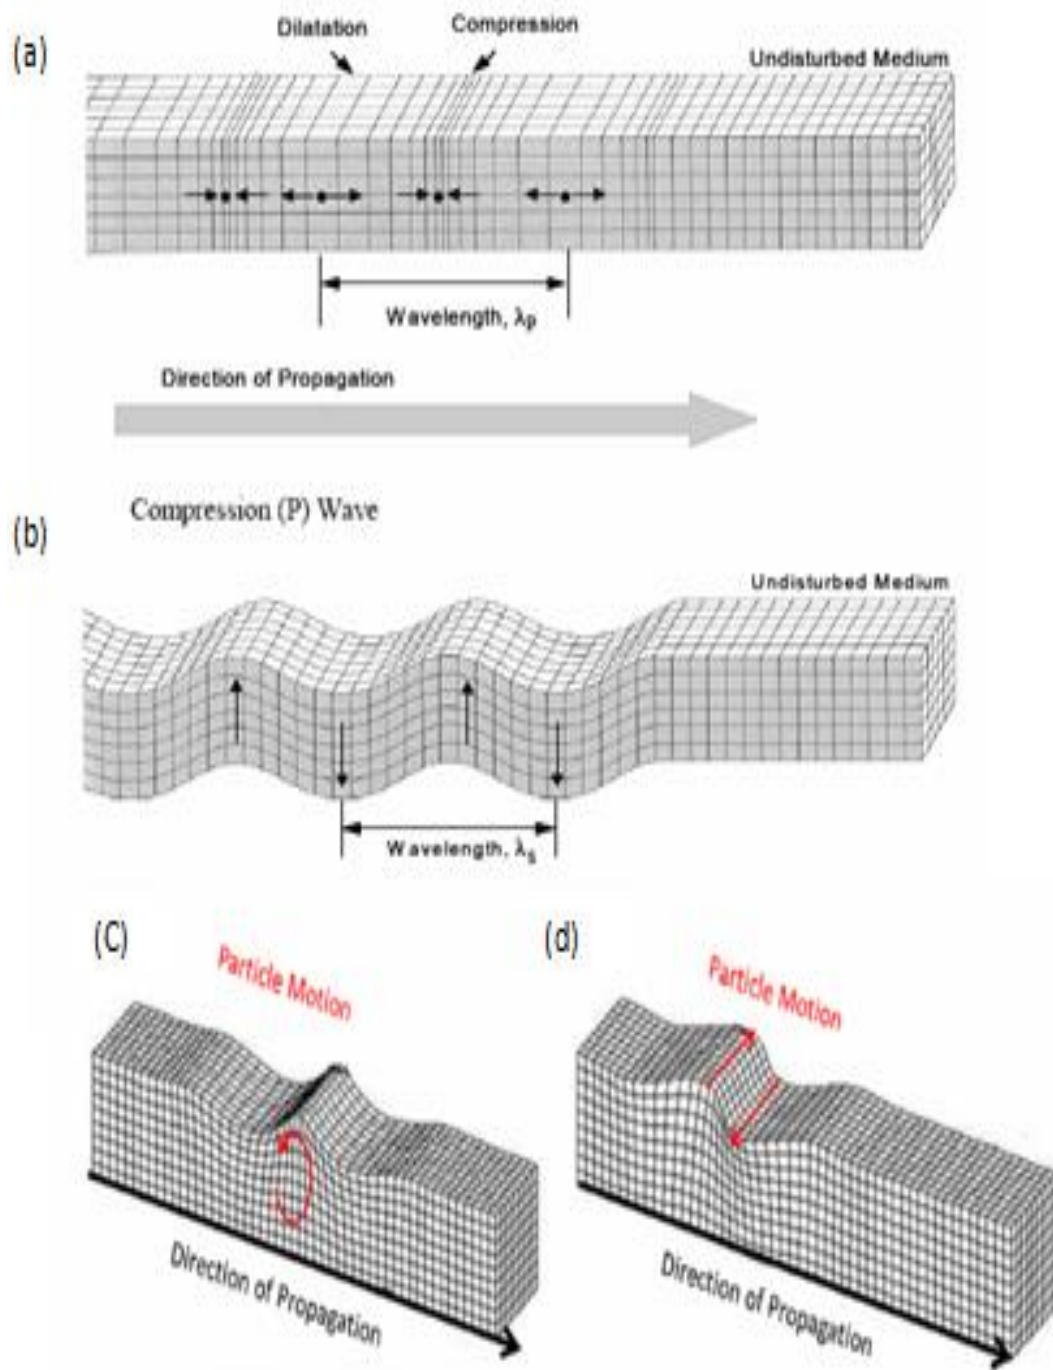 (a)
Dilatation
Compression
Undisturbed Medium
Wavelength, λP
Direction of Propagation
Compression (P) Wave
(b)
Undisturbed Medium
Wavelength, λs
(C)
Particle Motion
Direction of Propagation
(d)
Particle Motion
Direction of Propagation